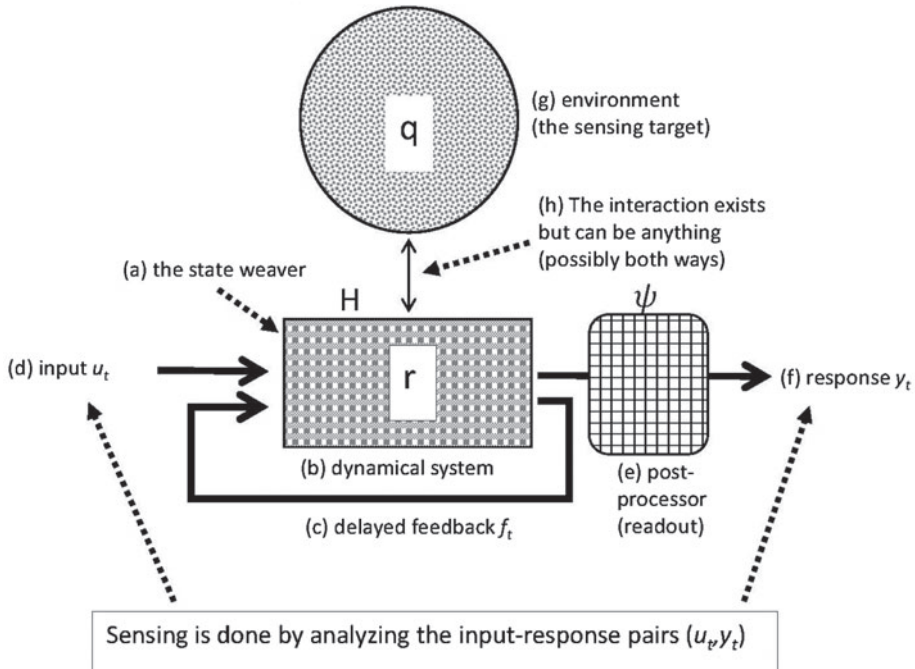 q
(g) environment
(the sensing target)
(h) The interaction exists
but can be anything
(possibly both ways)
(a) the state weaver
H
ψ
(d) input u_t
r
(f) response y_t
(b) dynamical system
(e) post-
processor
(readout)
(c) delayed feedback f_t
Sensing is done by analyzing the input-response pairs (u_t,y_t)